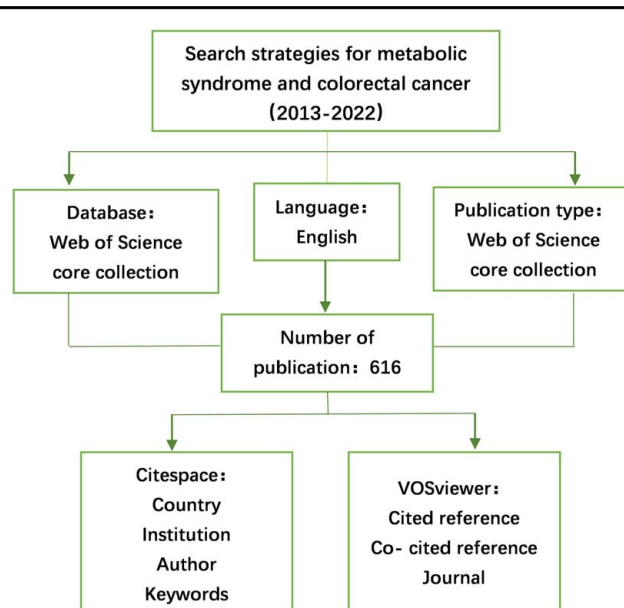 Search strategies for metabolic
syndrome and colorectal cancer
(2013-2022)
Database：
Web of Science
core collection
Language：
English
Publication type：
Web of Science
core collection
Number of
publication：616
Citespace：
Country
Institution
Author
Keywords
VOSviewer：
Cited reference
Co- cited reference
Journal